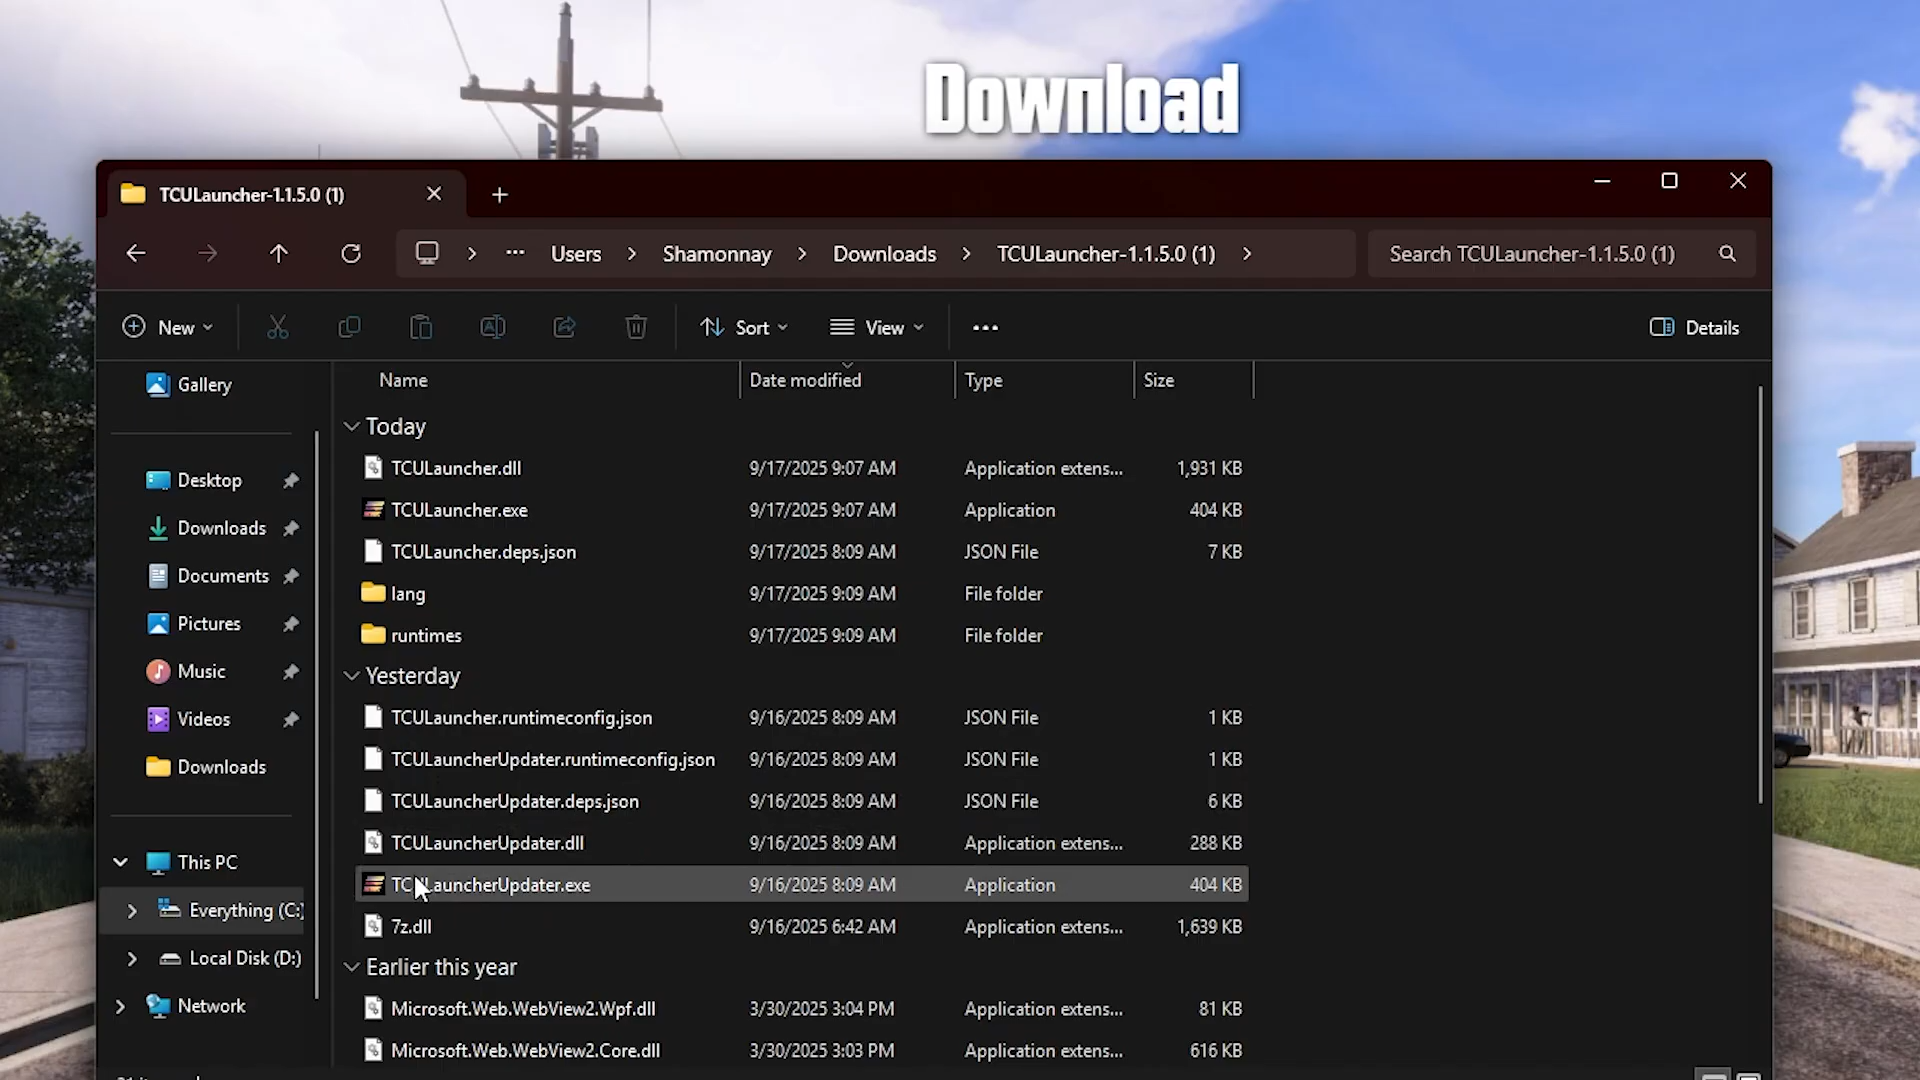 Download
TCULauncher-1.1.5.0 (1)
Users Shamonnay Downloads TCULauncher-1.1.5.0 (1) Search TCULauncher-1.1.5.0 (1)
New Sort View Details
Gallery
Desktop
Downloads
Documents
Pictures
Music
Videos
Downloads
This PC
Everything (C:)
Local Disk (D:)
Network
Name Date modified Type Size
Today
TCULauncher.dll 9/17/2025 9:07 AM Application extens... 1,931 KB
TCULauncher.exe 9/17/2025 9:07 AM Application 404 KB
TCULauncher.deps.json 9/17/2025 8:09 AM JSON File 7 KB
lang 9/17/2025 9:09 AM File folder
runtimes 9/17/2025 9:09 AM File folder
Yesterday
TCULauncher.runtimeconfig.json 9/16/2025 8:09 AM JSON File 1 KB
TCULauncherUpdater.runtimeconfig.json 9/16/2025 8:09 AM JSON File 1 KB
TCULauncherUpdater.deps.json 9/16/2025 8:09 AM JSON File 6 KB
TCULauncherUpdater.dll 9/16/2025 8:09 AM Application extens... 288 KB
TCULauncherUpdater.exe 9/16/2025 8:09 AM Application 404 KB
7z.dll 9/16/2025 6:42 AM Application extens... 1,639 KB
Earlier this year
Microsoft.Web.WebView2.Wpf.dll 3/30/2025 3:04 PM Application extens... 81 KB
Microsoft.Web.WebView2.Core.dll 3/30/2025 3:03 PM Application extens... 616 KB